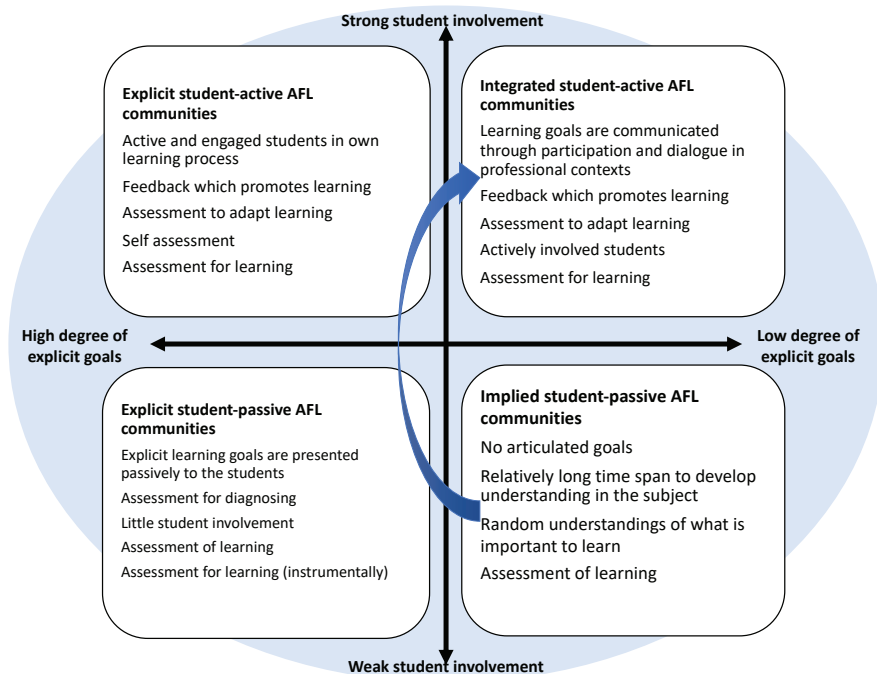 Strong student involvement
Explicit student-active AFL
communities
Active and engaged students in own
learning process
Feedback which promotes learning
Assessment to adapt learning
Self assessment
Assessment for learning
Integrated student-active AFL
communities
Learning goals are communicated
through participation and dialogue in
professional contexts
Feedback which promotes learning
Assessment to adapt learning
Actively involved students
Assessment for learning
High degree of
explicit goals
Low degree of
explicit goals
Explicit student-passive AFL
communities
Explicit learning goals are presented
passively to the students
Assessment for diagnosing
Little student involvement
Assessment of learning
Assessment for learning (instrumentally)
Implied student-passive AFL
communities
No articulated goals
Relatively long time span to develop
understanding in the subject
Random understandings of what is
important to learn
Assessment of learning
Weak student involvement